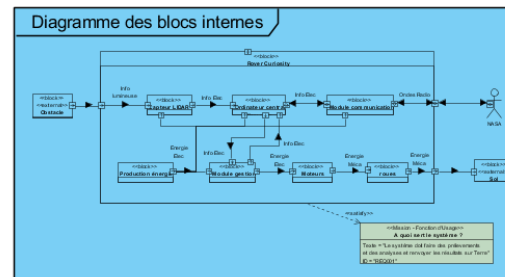 Diagramme des blocs internes
<<block>>
Rover Curiosity
<<block>>
<<external>>
Obstacle
Info
lumineuse
<<block>>
Capteur LIDAR
Info Elec
<<block>>
Ordinateur central
Info Elec
<<block>>
Module communication
Ondes Radio
NASA
Energie
Elec
Info Elec
Info Elec
<<block>>
Production énergie
<<block>>
Module gestion
Energie
Elec
<<block>>
Moteurs
Energie
Méca
<<block>>
roues
Energie
Méca
<<block>>
<<external>>
Sol
<<satisfy>>
<<Mission - Fonction d'Usage>>
A quoi sert le système ?
Texte = "Le système doit faire des prélèvements
et des analyses et renvoyer les résultats sur Terre"
ID = "REQ001"